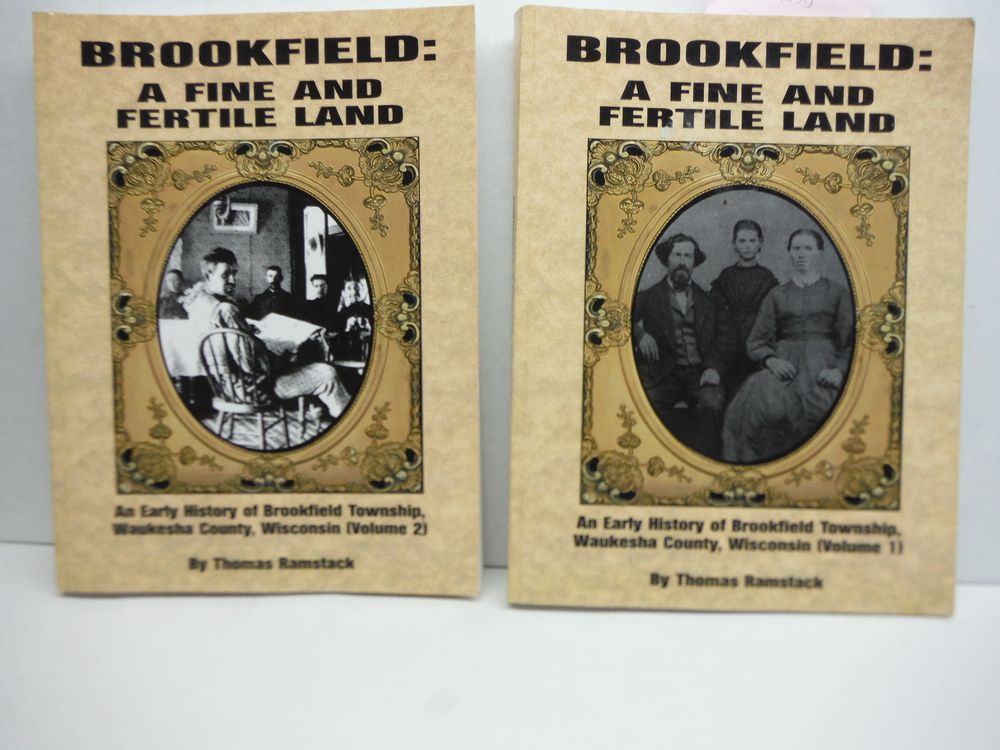 BROOKFIELD:
A FINE AND
FERTILE LAND
An Early History of Brookfield Township,
Waukesha County, Wisconsin (Volume 2)
By Thomas Ramstack
BROOKFIELD:
A FINE AND
FERTILE LAND
An Early History of Brookfield Township,
Waukesha County, Wisconsin (Volume 1)
By Thomas Ramstack